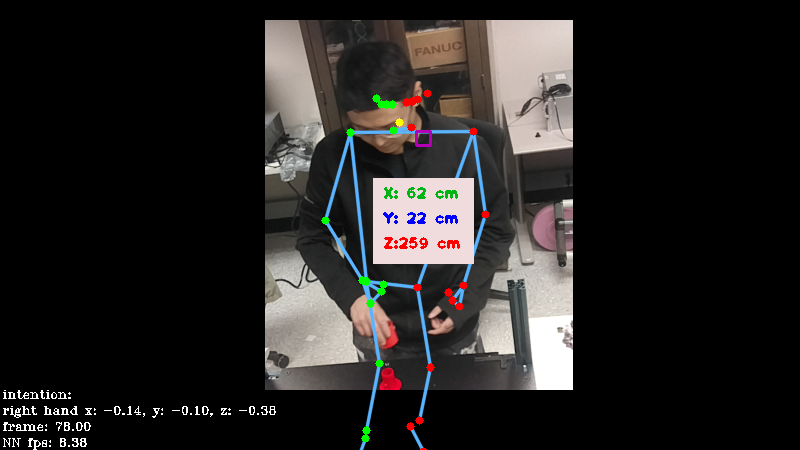 FANUC
X: 62 cm
Y: 22 cm
Z:259 cm
intention:
right hand x: -0.14, y: -0.10, z: -0.38
frame: 78.00
NN fps: 8.38